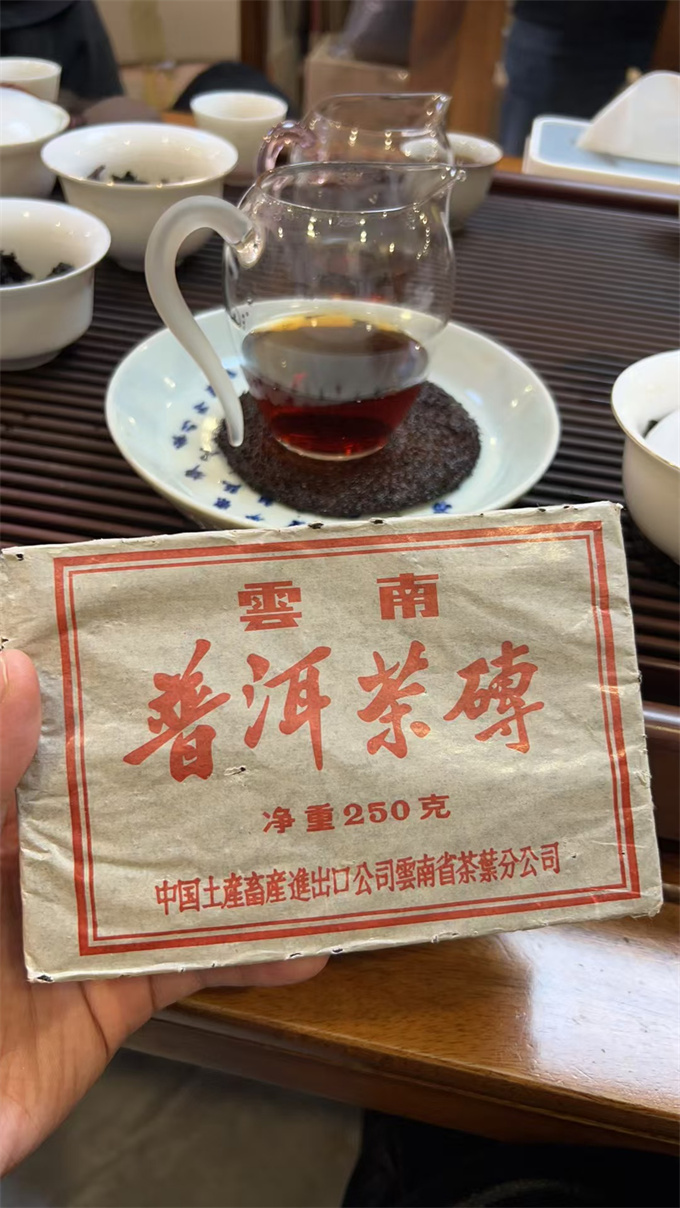 雲南
普洱茶磚
净重250克
中国土產畜產進出口公司雲南省茶葉分公司